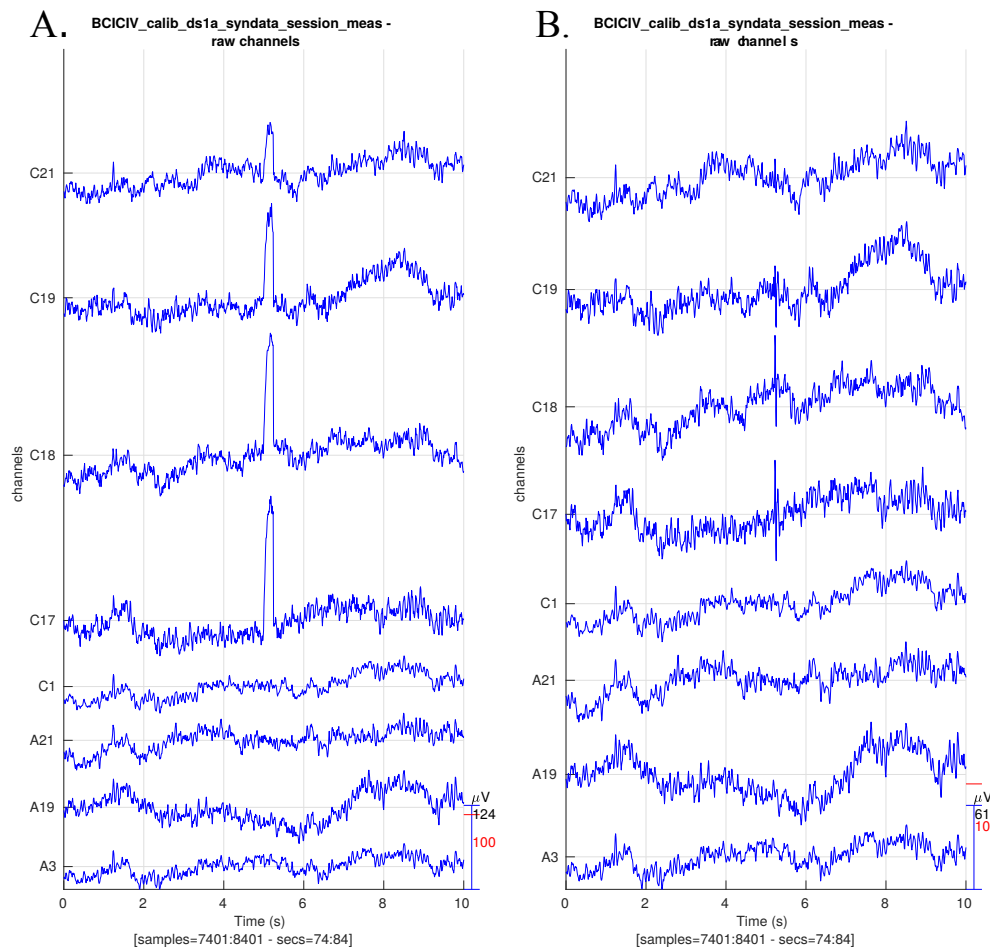 A.
BCICIV_calib_ds1a_syndata_session_meas -
raw channels
C21
C19
C18
C17
C1
A21
A19
A3
channels
µV
124
100
0
2
4
6
8
10
Time (s)
[samples=7401:8401 - secs=74:84]
B.
BCICIV_calib_ds1a_syndata_session_meas -
raw channel s
C21
C19
C18
C17
C1
A21
A19
A3
channels
µV
61
10
0
2
4
6
8
10
Time (s)
[samples=7401:8401 - secs=74:84]